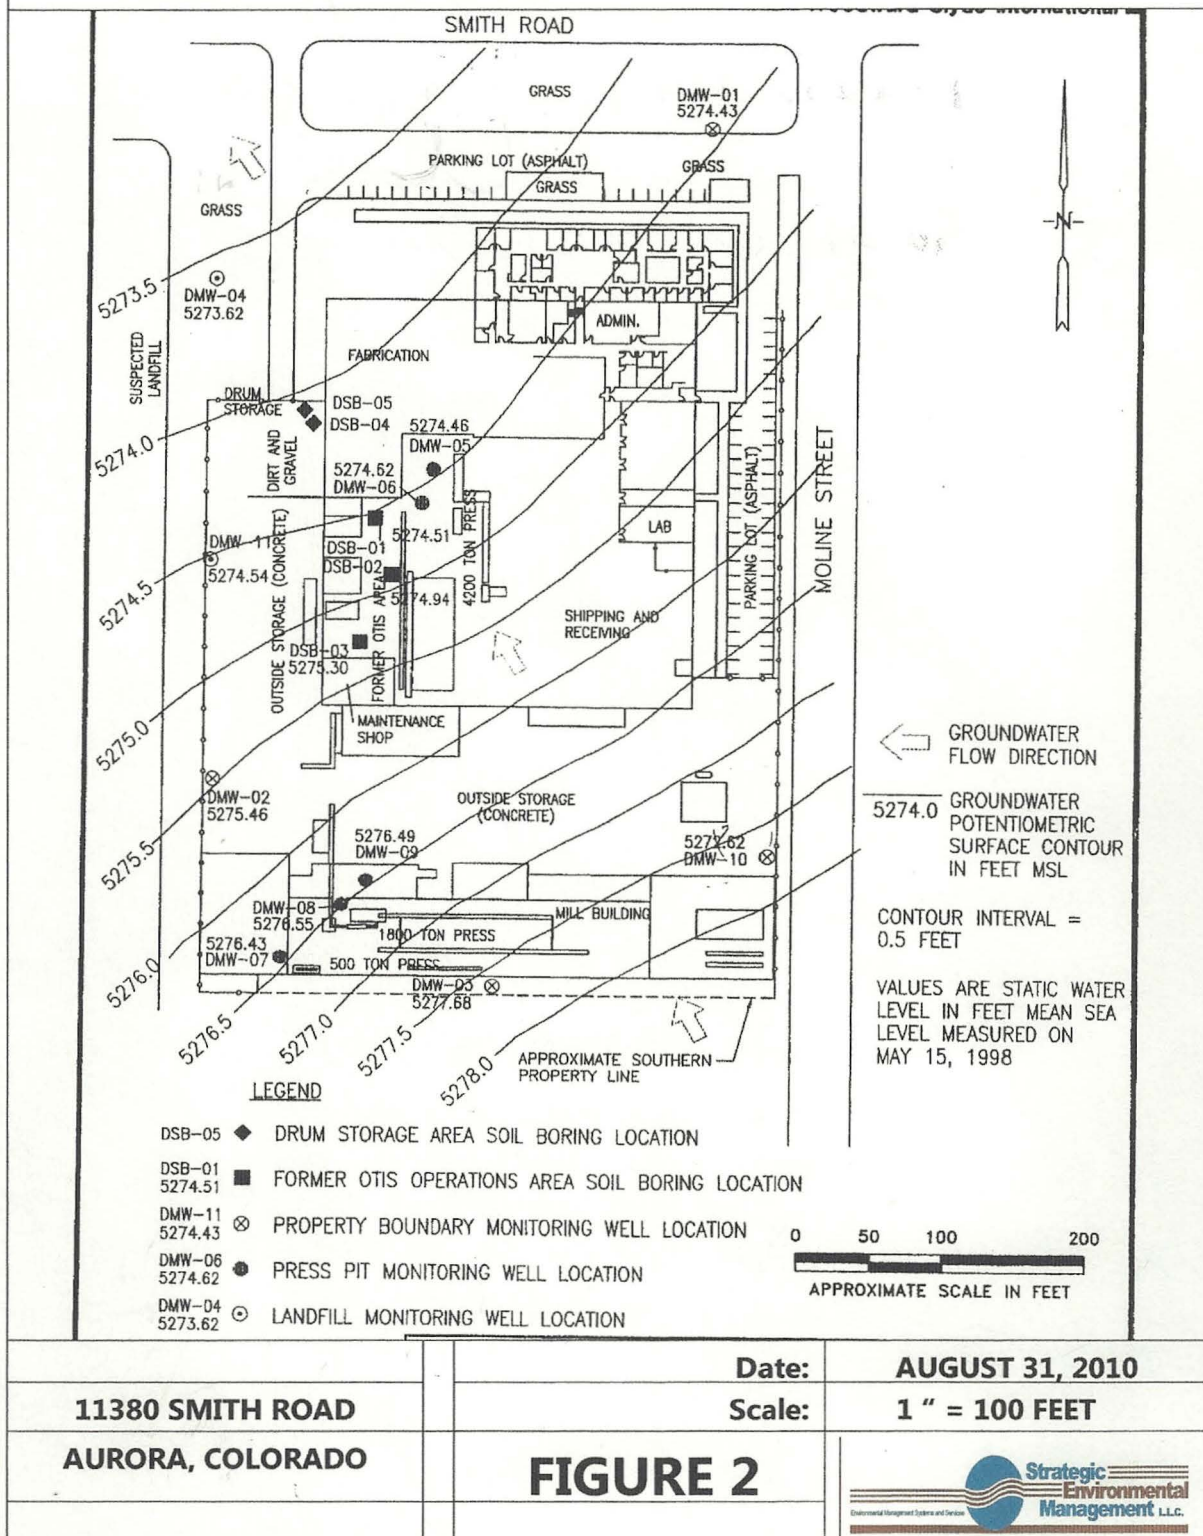 SMITH ROAD
GRASS
DMW-01
5274.43
PARKING LOT (ASPHALT)
GRASS
GRASS
GRASS
N
5273.5
DMW-04
5273.62
SUSPECTED
LANDFILL
ADMIN.
FABRICATION
DRUM
STORAGE
DSB-05
DSB-04
5274.0
DIRT AND
GRAVEL
5274.46
DMW-05
5274.62
DMW-06
5274.51
DSB-01
DSB-02
4200 TON PRESS
LAB
PARKING LOT (ASPHALT)
MOLINE STREET
DMW-11
5274.54
5274.5
OUTSIDE STORAGE (CONCRETE)
FORMER OTIS AREA
5274.94
SHIPPING AND
RECEIVING
DSB-03
5275.30
MAINTENANCE
SHOP
5275.0
GROUNDWATER
FLOW DIRECTION
DMW-02
5275.46
OUTSIDE STORAGE
(CONCRETE)
5274.0
GROUNDWATER
POTENTIOMETRIC
SURFACE CONTOUR
IN FEET MSL
5275.5
5276.49
DMW-09
DMW-10
DMW-08
5276.55
MILL BUILDING
1800 TON PRESS
5276.43
DMW-07
500 TON PRESS
CONTOUR INTERVAL =
0.5 FEET
DMW-03
5277.68
VALUES ARE STATIC WATER
LEVEL IN FEET MEAN SEA
LEVEL MEASURED ON
MAY 15, 1998
5276.0
5276.5
5277.0
5277.5
5278.0
APPROXIMATE SOUTHERN
PROPERTY LINE
LEGEND
DSB-05 DRUM STORAGE AREA SOIL BORING LOCATION
DSB-01
5274.51 FORMER OTIS OPERATIONS AREA SOIL BORING LOCATION
DMW-11
5274.43 PROPERTY BOUNDARY MONITORING WELL LOCATION
DMW-06
5274.62 PRESS PIT MONITORING WELL LOCATION
DMW-04
5273.62 LANDFILL MONITORING WELL LOCATION
0 50 100 200
APPROXIMATE SCALE IN FEET
Date: AUGUST 31, 2010
11380 SMITH ROAD
Scale: 1 " = 100 FEET
AURORA, COLORADO
FIGURE 2
Strategic
Environmental
Management L.L.C.
Environmental Management Systems and Services